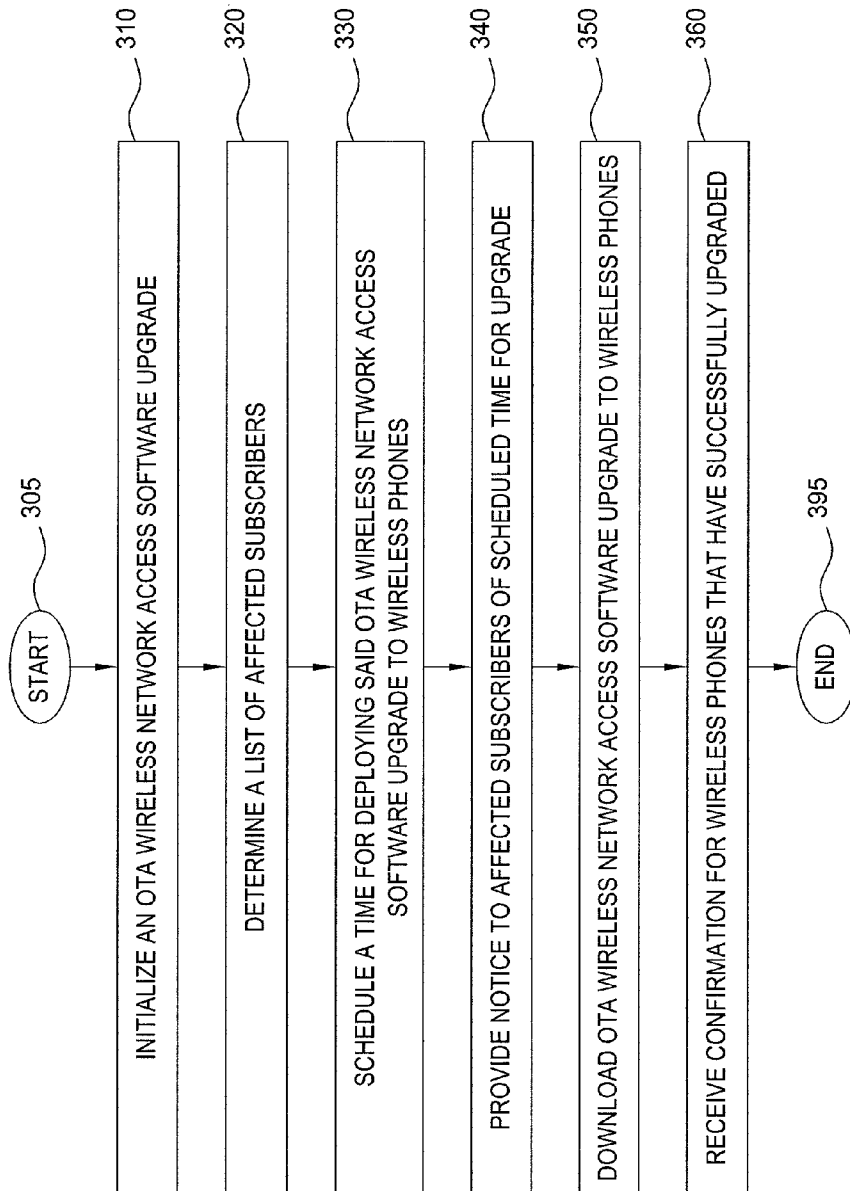 START
305
INITIALIZE AN OTA WIRELESS NETWORK ACCESS SOFTWARE UPGRADE
310
DETERMINE A LIST OF AFFECTED SUBSCRIBERS
320
SCHEDULE A TIME FOR DEPLOYING SAID OTA WIRELESS NETWORK ACCESS
SOFTWARE UPGRADE TO WIRELESS PHONES
330
PROVIDE NOTICE TO AFFECTED SUBSCRIBERS OF SCHEDULED TIME FOR UPGRADE
340
DOWNLOAD OTA WIRELESS NETWORK ACCESS SOFTWARE UPGRADE TO WIRELESS PHONES
350
RECEIVE CONFIRMATION FOR WIRELESS PHONES THAT HAVE SUCCESSFULLY UPGRADED
360
END
395